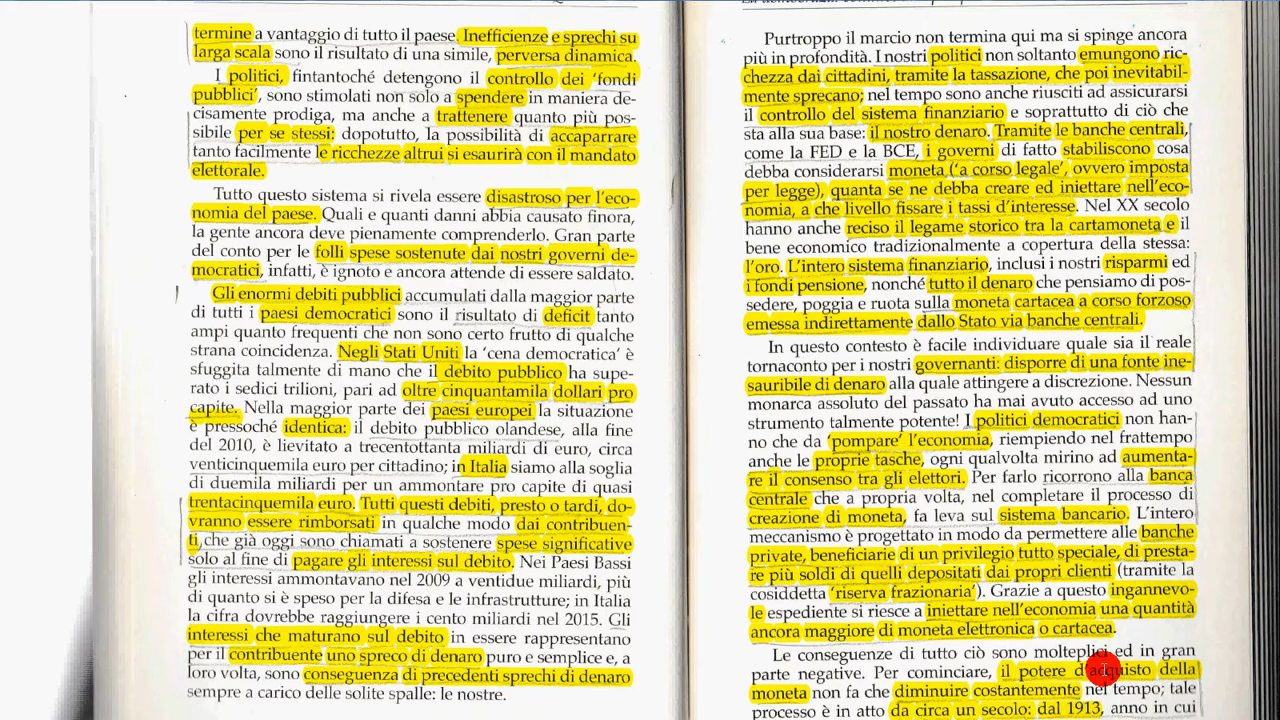 termine a vantaggio di tutto il paese. Inefficienze e sprechi su
larga scala sono il risultato di una simile, perversa dinamica.
I politici, fintantoché detengono il controllo dei 'fondi
pubblici', sono stimolati non solo a spendere in maniera de-
cisamente prodiga, ma anche a trattenere quanto più pos-
sibile per se stessi: dopotutto, la possibilità di accaparrare
tanto facilmente le ricchezze altrui si esaurirà con il mandato
elettorale.
Tutto questo sistema si rivela essere disastroso per l'eco-
nomia del paese. Quali e quanti danni abbia causato finora,
la gente ancora deve pienamente comprenderlo. Gran parte
del conto per le folli spese sostenute dai nostri governi de-
mocratici, infatti, è ignoto e ancora attende di essere saldato.
Gli enormi debiti pubblici accumulati dalla maggior parte
di tutti i paesi democratici sono il risultato di deficit tanto
ampi quanto frequenti che non sono certo frutto di qualche
strana coincidenza. Negli Stati Uniti la 'cena democratica' è
sfuggita talmente di mano che il debito pubblico ha supe-
rato i sedici trilioni, pari ad oltre cinquantamila dollari pro
capite. Nella maggior parte dei paesi europei la situazione
è pressoché identica: il debito pubblico olandese, alla fine
del 2010, è lievitato a trecentottanta miliardi di euro, circa
venticinquemila euro per cittadino; in Italia siamo alla soglia
di duemila miliardi per un ammontare pro capite di quasi
trentacinquemila euro. Tutti questi debiti, presto o tardi, do-
vranno essere rimborsati in qualche modo dai contribuen-
ti, che già oggi sono chiamati a sostenere spese significative
solo al fine di pagare gli interessi sul debito. Nei Paesi Bassi
gli interessi ammontavano nel 2009 a ventidue miliardi, più
di quanto si è speso per la difesa e le infrastrutture; in Italia
la cifra dovrebbe raggiungere i cento miliardi nel 2015. Gli
interessi che maturano sul debito in essere rappresentano
per il contribuente uno spreco di denaro puro e semplice e, a
loro volta, sono conseguenza di precedenti sprechi di denaro
sempre a carico delle solite spalle: le nostre.
Purtroppo il marcio non termina qui ma si spinge ancora
più in profondità. I nostri politici non soltanto emungono ric-
chezza dai cittadini, tramite la tassazione, che poi inevitabil-
mente sprecano; nel tempo sono anche riusciti ad assicurarsi
il controllo del sistema finanziario e soprattutto di ciò che
sta alla sua base: il nostro denaro. Tramite le banche centrali,
come la FED e la BCE, i governi di fatto stabiliscono cosa
debba considerarsi moneta ('a corso legale', ovvero imposta
per legge), quanta se ne debba creare ed iniettare nell'eco-
nomia, a che livello fissare i tassi d'interesse. Nel XX secolo
hanno anche reciso il legame storico tra la cartamoneta e il
bene economico tradizionalmente a copertura della stessa:
l'oro. L'intero sistema finanziario, inclusi i nostri risparmi ed
i fondi pensione, nonché tutto il denaro che pensiamo di pos-
sedere, poggia e ruota sulla moneta cartacea a corso forzoso
emessa indirettamente dallo Stato via banche centrali.
In questo contesto è facile individuare quale sia il reale
tornaconto per i nostri governanti: disporre di una fonte ine-
sauribile di denaro alla quale attingere a discrezione. Nessun
monarca assoluto del passato ha mai avuto accesso ad uno
strumento talmente potente! I politici democratici non han-
no che da 'pompare' l'economia, riempiendo nel frattempo
anche le proprie tasche, ogni qualvolta mirino ad aumenta-
re il consenso tra gli elettori. Per farlo ricorrono alla banca
centrale che a propria volta, nel completare il processo di
creazione di moneta, fa leva sul sistema bancario. L'intero
meccanismo è progettato in modo da permettere alle banche
private, beneficiarie di un privilegio tutto speciale, di presta-
re più soldi di quelli depositati dai propri clienti (tramite la
cosiddetta 'riserva frazionaria'). Grazie a questo ingannevo-
le espediente si riesce a iniettare nell'economia una quantità
ancora maggiore di moneta elettronica o cartacea.
Le conseguenze di tutto ciò sono molteplici ed in gran
parte negative. Per cominciare, il potere d'acquisto della
moneta non fa che diminuire costantemente nel tempo; tale
processo è in atto da circa un secolo: dal 1913, anno in cui